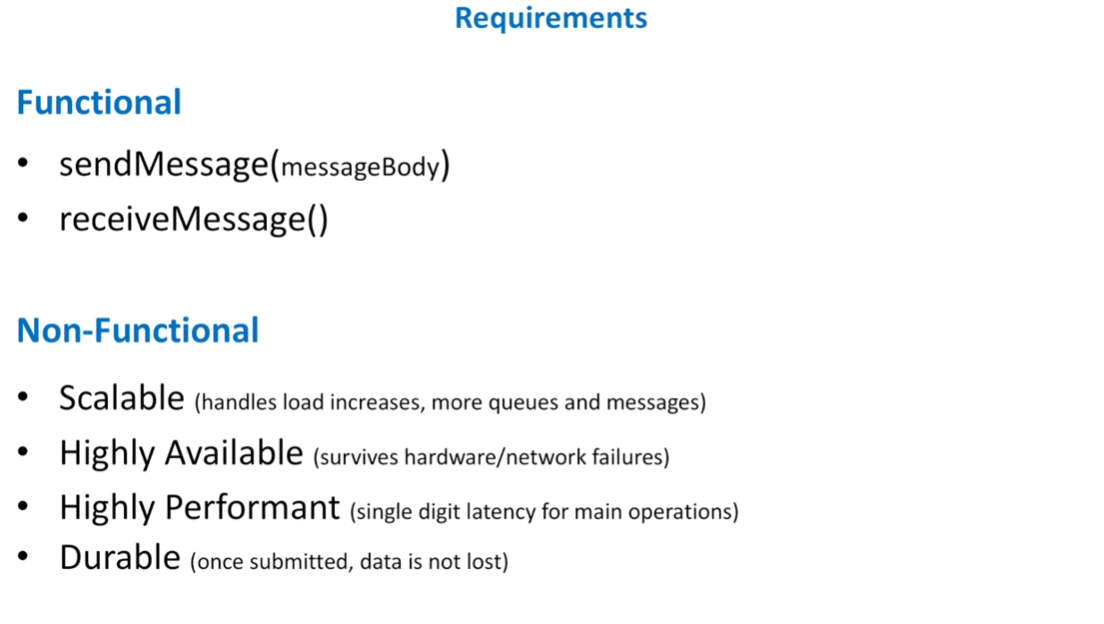 Requirements
Functional
• sendMessage(messageBody)
• receiveMessage()
Non-Functional
• Scalable (handles load increases, more queues and messages)
• Highly Available (survives hardware/network failures)
• Highly Performant (single digit latency for main operations)
• Durable (once submitted, data is not lost)